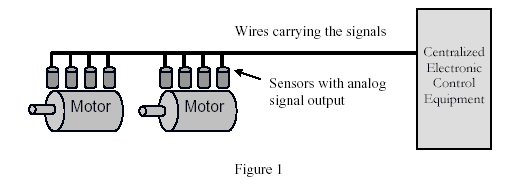 Wires carrying the signals
Centralized
Electronic
Control
Equipment
Sensors with analog
signal output
Motor
Motor
Figure 1